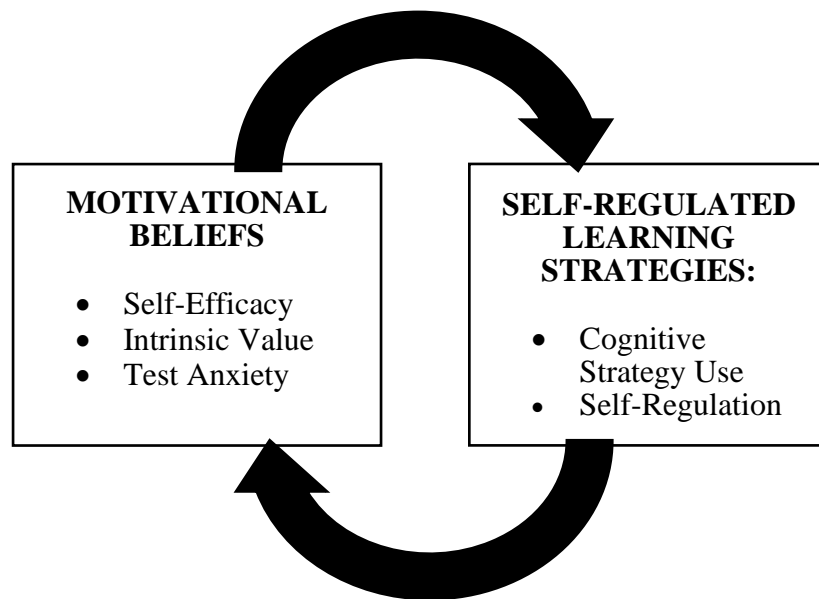 MOTIVATIONAL
BELIEFS
• Self-Efficacy
• Intrinsic Value
• Test Anxiety
SELF-REGULATED
LEARNING
STRATEGIES:
• Cognitive
Strategy Use
• Self-Regulation